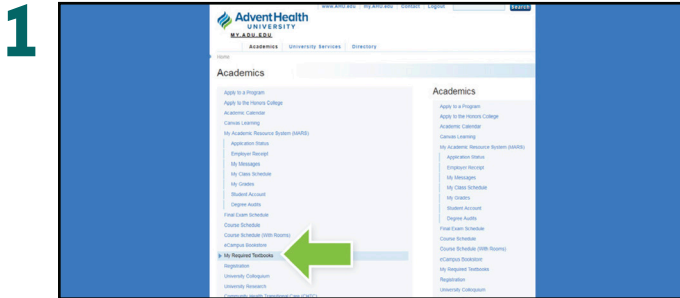 1
www.AHU.edu | my.AHU.edu | Contact | Logout Search
AdventHealth
UNIVERSITY
MY.ADU.EDU
Academics University Services Directory
Home
Academics
Apply to a Program
Apply to the Honors College
Academic Calendar
Canvas Learning
My Academic Resource System (MARS)
Application Status
Employer Receipt
My Messages
My Class Schedule
My Grades
Student Account
Degree Audits
Final Exam Schedule
Course Schedule
Course Schedule (With Rooms)
eCampus Bookstore
My Required Textbooks
Registration
University Colloquium
University Research
Community Health Transitional Care (CHTC)
Academics
Apply to a Program
Apply to the Honors College
Academic Calendar
Canvas Learning
My Academic Resource System (MARS)
Application Status
Employer Receipt
My Messages
My Class Schedule
My Grades
Student Account
Degree Audits
Final Exam Schedule
Course Schedule
Course Schedule (With Rooms)
eCampus Bookstore
My Required Textbooks
Registration
University Colloquium